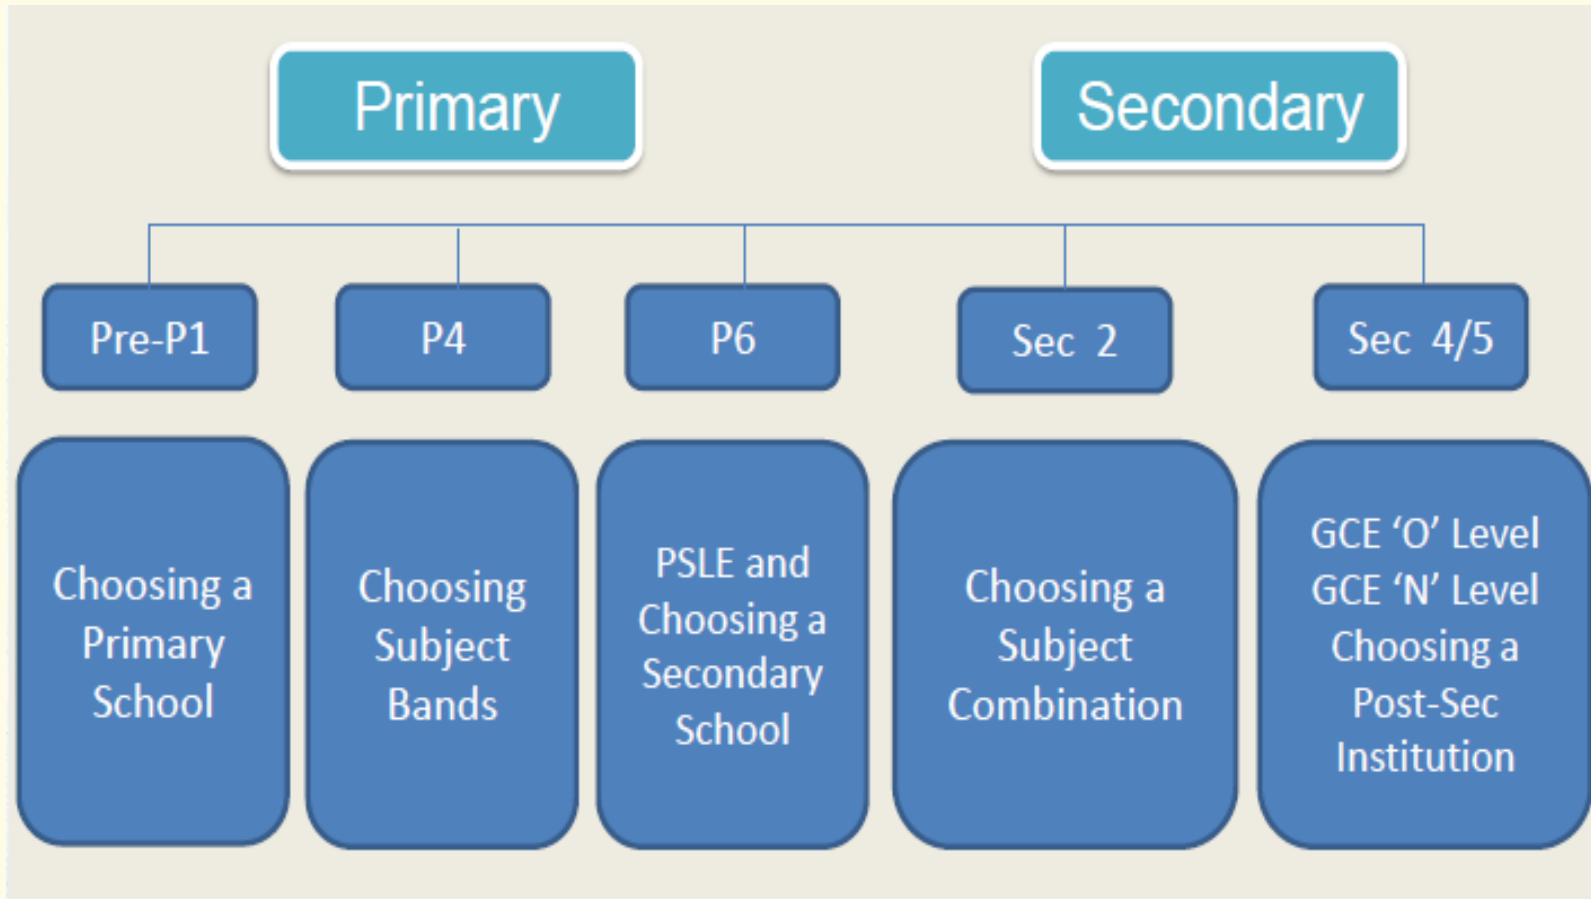 Primary
Secondary
Pre-P1
P4
P6
Sec 2
Sec 4/5
Choosing a
Primary
School
Choosing
Subject
Bands
PSLE and
Choosing a
Secondary
School
Choosing a
Subject
Combination
GCE ‘O’ Level
GCE ‘N’ Level
Choosing a
Post-Sec
Institution